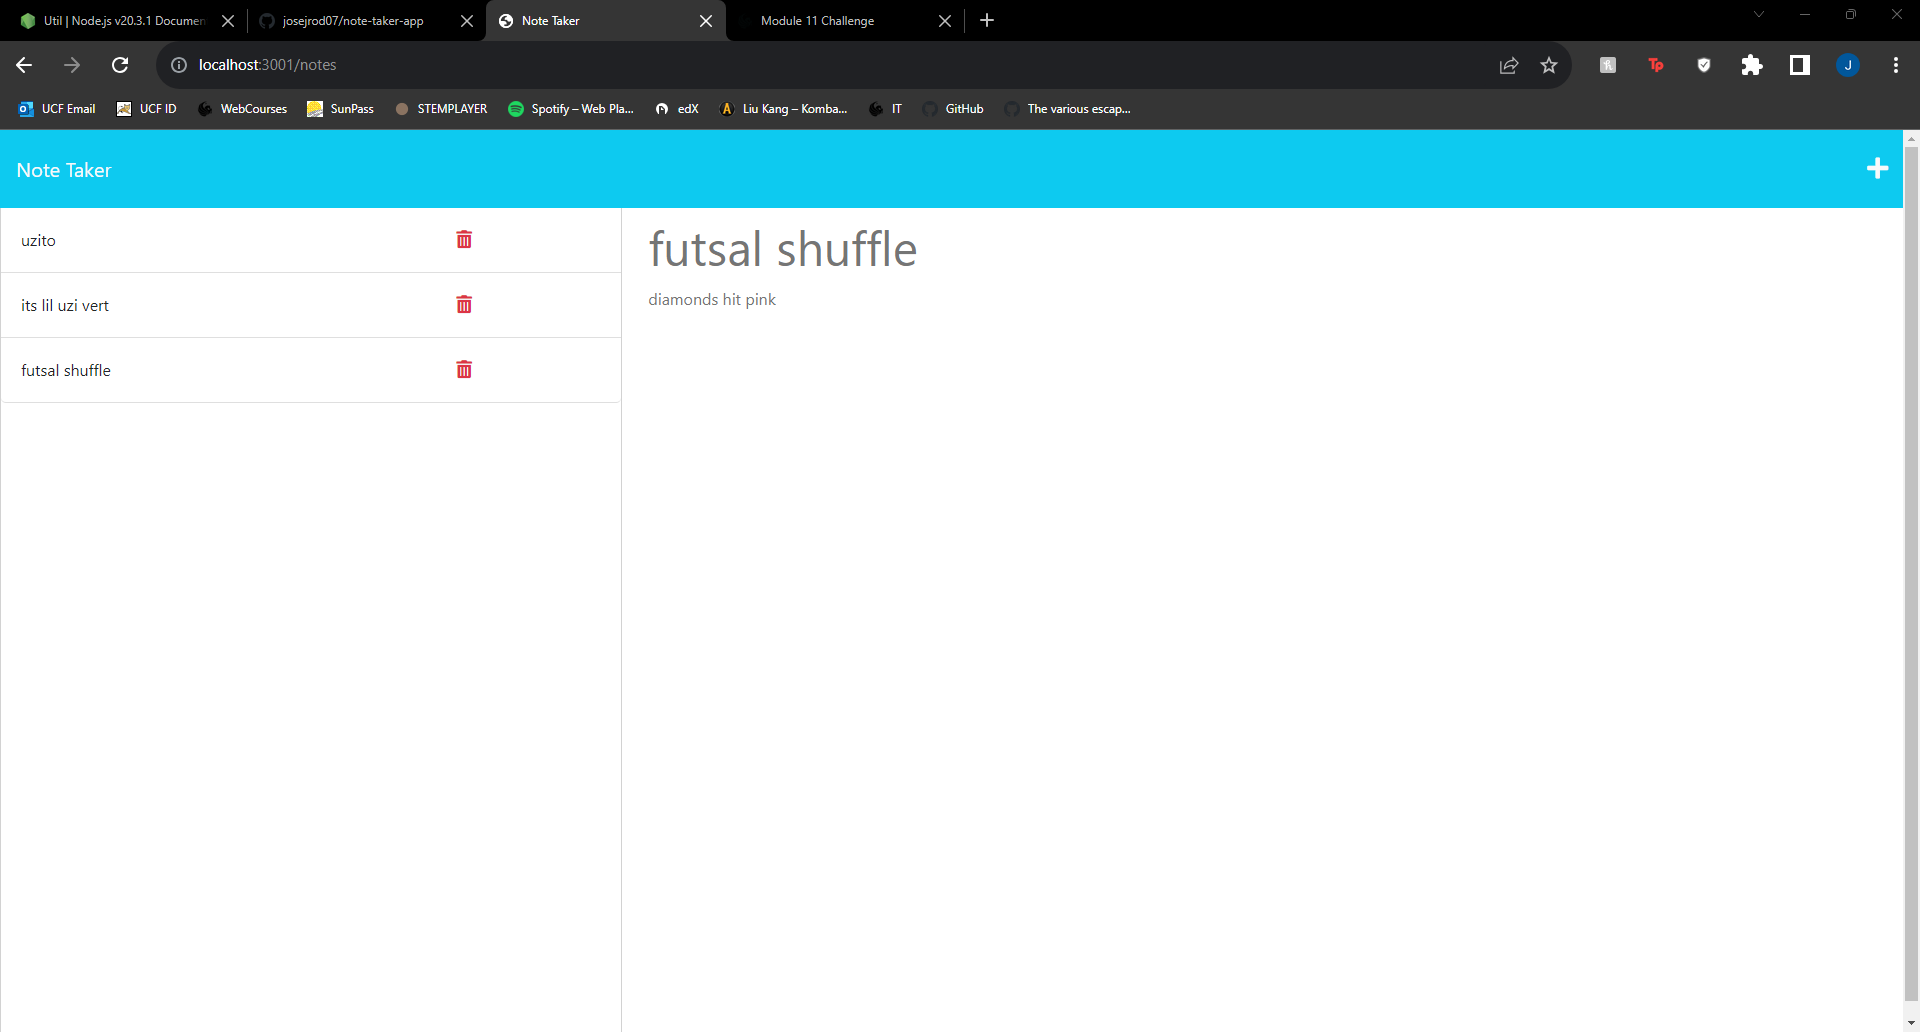 Util | Node.js v20.3.1 Documen
josejrod07/note-taker-app
Note Taker
Module 11 Challenge
localhost:3001/notes
Tp
J
UCF Email
UCF ID
WebCourses
SunPass
STEMPLAYER
Spotify – Web Pla...
edX
Liu Kang – Komba...
IT
GitHub
The various escap...
Note Taker
uzito
its lil uzi vert
futsal shuffle
futsal shuffle
diamonds hit pink